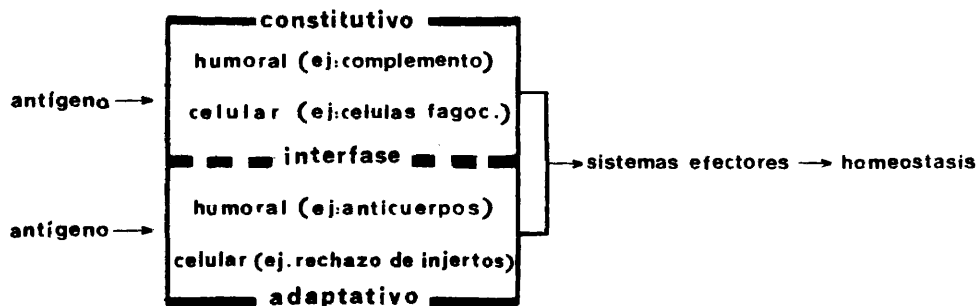 constitutivo
humoral (ej:complemento)
antígeno
celular (ej:celulas fagoc.)
interfase
sistemas efectores
homeostasis
humoral (ej:anticuerpos)
antígeno
celular (ej.rechazo de injertos)
adaptativo